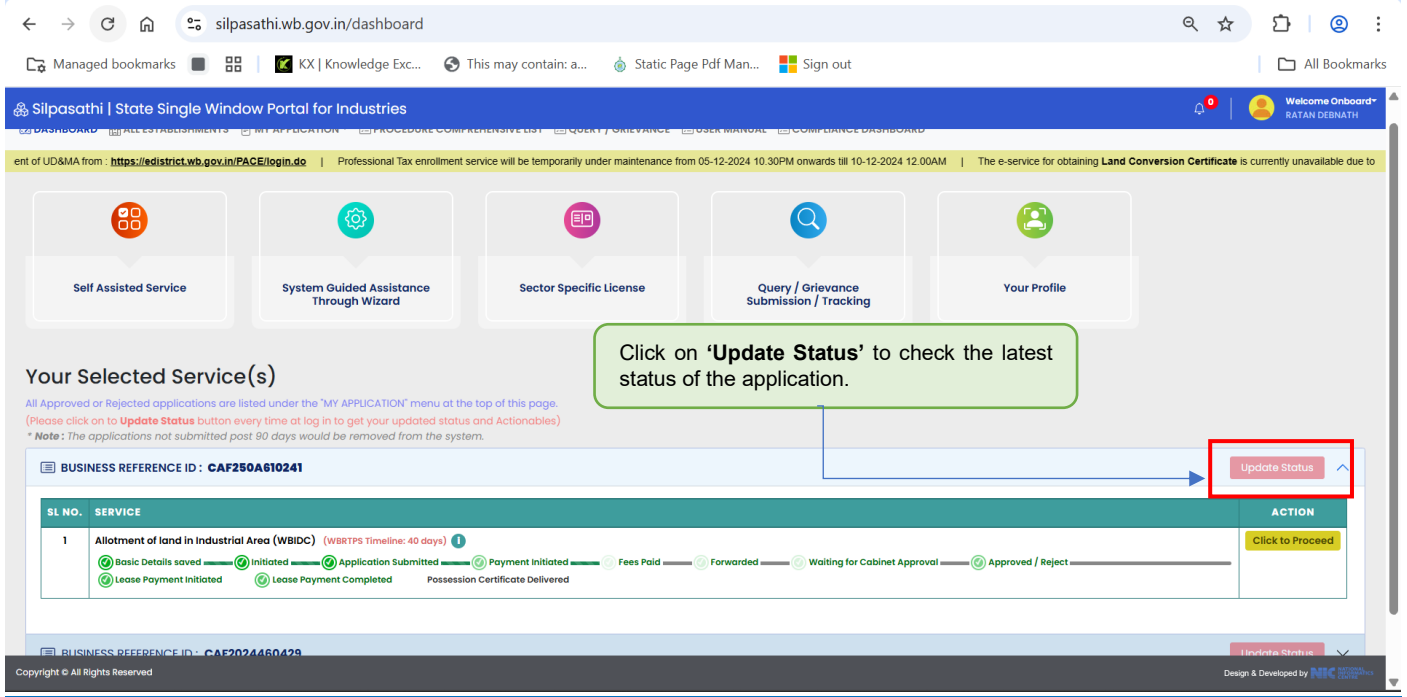 silpasathi.wb.gov.in/dashboard
Managed bookmarks
KX | Knowledge Exc...
This may contain: a...
Static Page Pdf Man...
Sign out
All Bookmarks
Silpasathi | State Single Window Portal for Industries
0
Welcome Onboard
RATAN DEBNATH
DASHBOARD ALL ESTABLISHMENTS MY APPLICATION PROCEDURE COMPREHENSIVE LIST QUERY / GRIEVANCE USER MANUAL COMPLIANCE DASHBOARD
ent of UD&MA from : https://edistrict.wb.gov.in/PACE/login.do | Professional Tax enrollment service will be temporarily under maintenance from 05-12-2024 10.30PM onwards till 10-12-2024 12.00AM | The e-service for obtaining Land Conversion Certificate is currently unavailable due to
Self Assisted Service
System Guided Assistance
Through Wizard
Sector Specific License
Query / Grievance
Submission / Tracking
Your Profile
Click on ‘Update Status’ to check the latest
status of the application.
Your Selected Service(s)
All Approved or Rejected applications are listed under the "MY APPLICATION" menu at the top of this page.
(Please click on to Update Status button every time at log in to get your updated status and Actionables)
* Note : The applications not submitted post 90 days would be removed from the system.
BUSINESS REFERENCE ID : CAF250A610241
Update Status
SL NO. SERVICE ACTION
1 Allotment of land in Industrial Area (WBIDC) (WBRTPS Timeline: 40 days) i
Click to Proceed
Basic Details saved Initiated Application Submitted Payment Initiated Fees Paid Forwarded Waiting for Cabinet Approval Approved / Reject
Lease Payment Initiated Lease Payment Completed Possession Certificate Delivered
BUSINESS REFERENCE ID : CAF2024460429
Update Status
Copyright © All Rights Reserved
Design & Developed by NIC NATIONAL INFORMATICS CENTRE